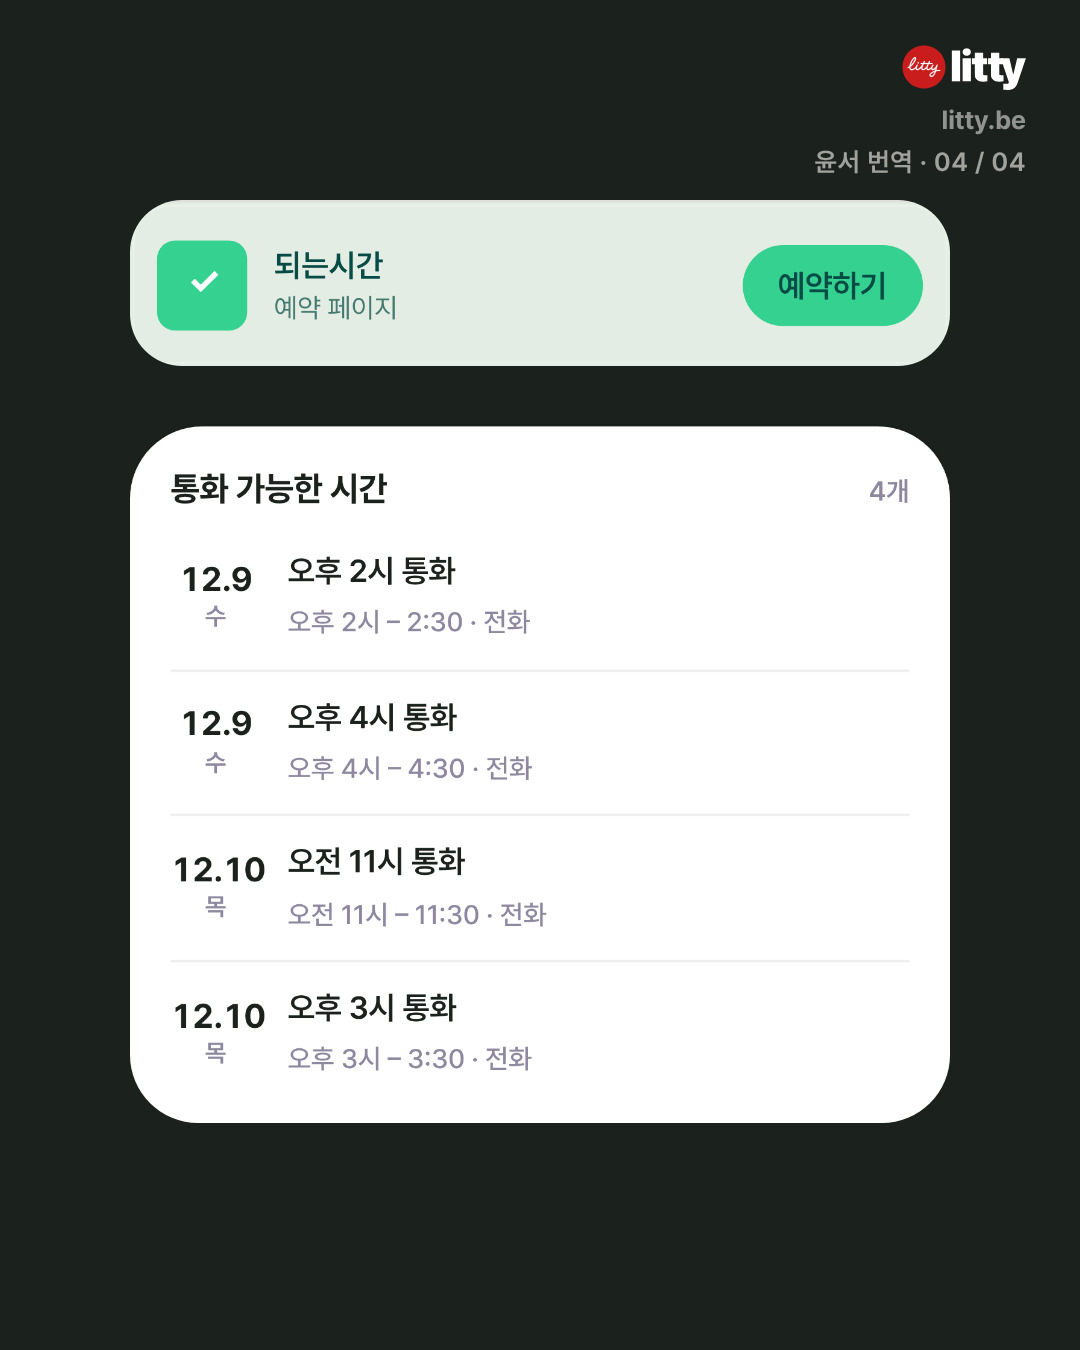 litty litty
litty.be
윤서 번역 · 04 / 04
되는시간
예약 페이지
예약하기
통화 가능한 시간
4개
12.9
수
오후 2시 통화
오후 2시 – 2:30 · 전화
12.9
수
오후 4시 통화
오후 4시 – 4:30 · 전화
12.10
목
오전 11시 통화
오전 11시 – 11:30 · 전화
12.10
목
오후 3시 통화
오후 3시 – 3:30 · 전화